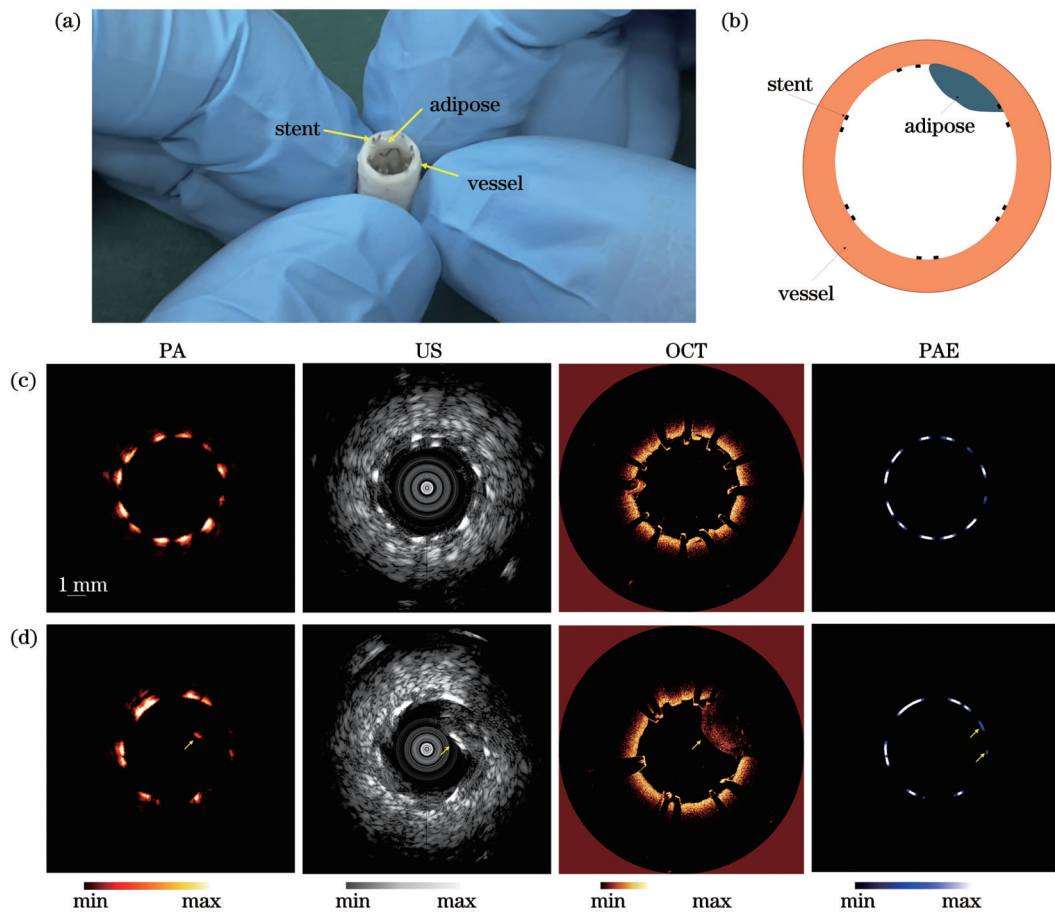 (a)
adipose
stent
vessel
(b)
stent
adipose
vessel
PA US OCT PAE
(c)
1 mm
(d)
min max min max min max min max